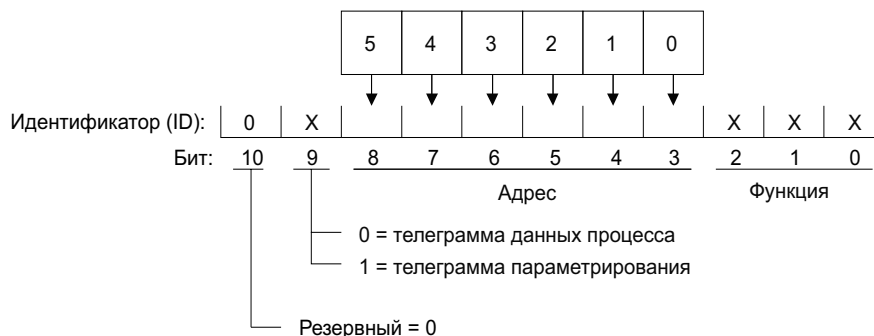 5 4 3 2 1 0
Идентификатор (ID): 0 X X X X
Бит: 10 9 8 7 6 5 4 3 2 1 0
Адрес Функция
0 = телеграмма данных процесса
1 = телеграмма параметрирования
Резервный = 0